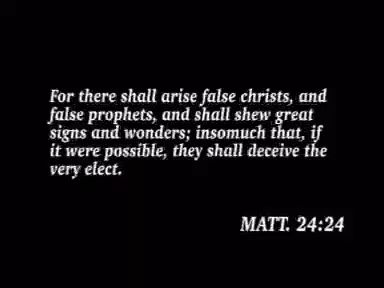 For there shall arise false christs, and
false prophets, and shall shew great
signs and wonders; insomuch that, if
it were possible, they shall deceive the
very elect.
MATT. 24:24